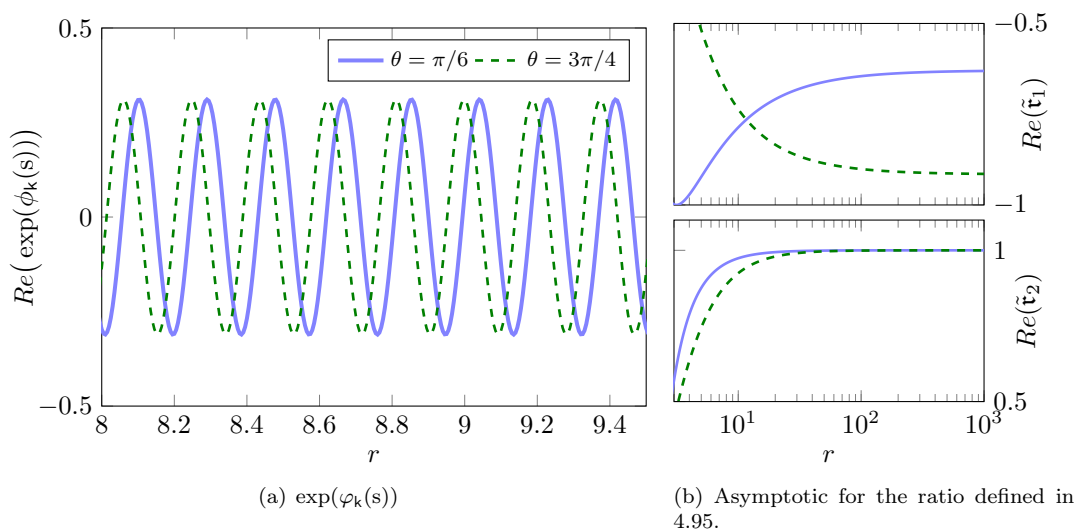 0.5
0
−0.5
Re( exp(ϕ_k(s)))
θ = π/6 θ = 3π/4
8 8.2 8.4 8.6 8.8 9 9.2 9.4
r
(a) exp(φ_k(s))
−0.5
−1
Re(𝔯̃_1)
1
0.5
Re(𝔯̃_2)
10^1 10^2 10^3
r
(b) Asymptotic for the ratio defined in
4.95.